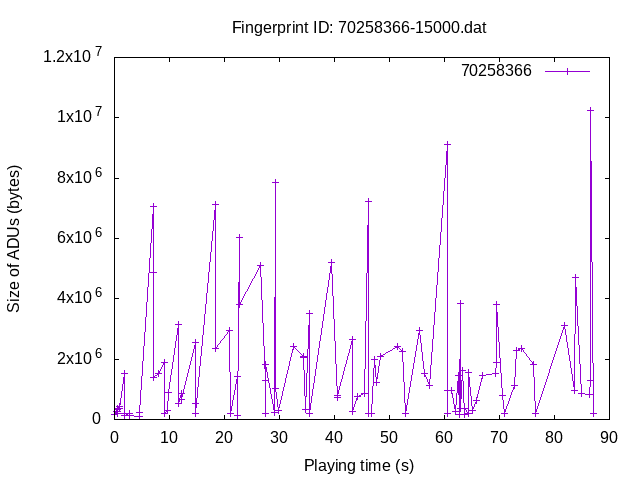 Fingerprint ID: 70258366-15000.dat
1.2x10^7
70258366
1x10^7
8x10^6
6x10^6
4x10^6
2x10^6
0
Size of ADUs (bytes)
0 10 20 30 40 50 60 70 80 90
Playing time (s)